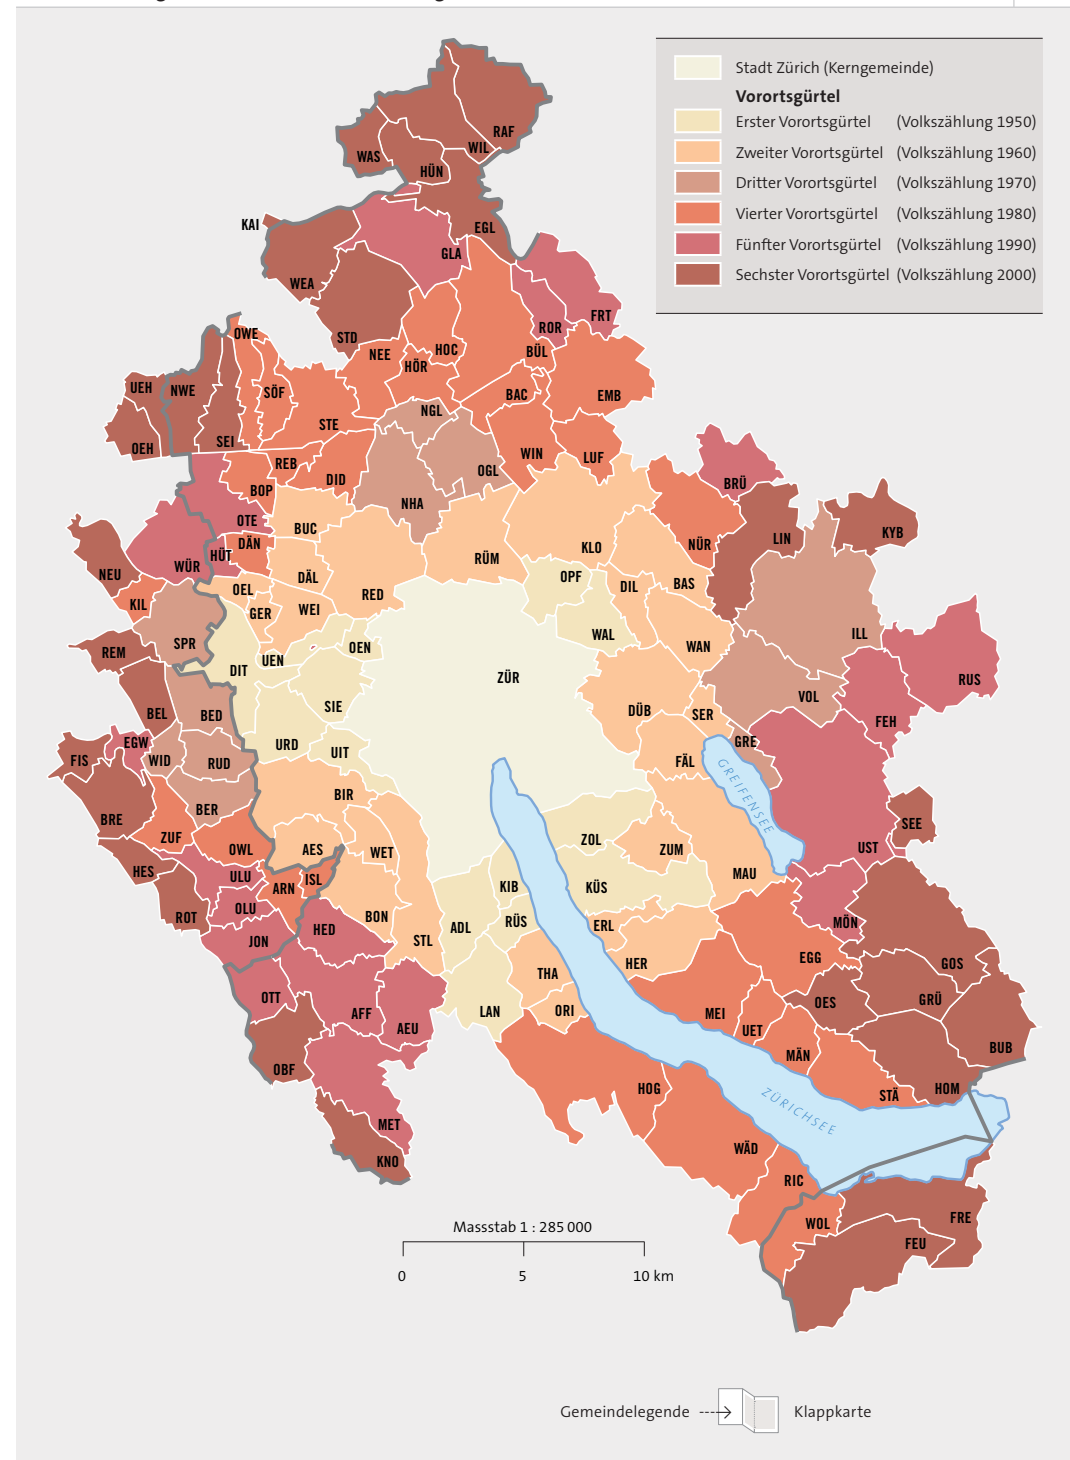 Stadt Zürich (Kerngemeinde)
Vorortsgürtel
Erster Vorortsgürtel (Volkszählung 1950)
Zweiter Vorortsgürtel (Volkszählung 1960)
Dritter Vorortsgürtel (Volkszählung 1970)
Vierter Vorortsgürtel (Volkszählung 1980)
Fünfter Vorortsgürtel (Volkszählung 1990)
Sechster Vorortsgürtel (Volkszählung 2000)
RAF
WIL
WAS
HÜN
KAI
EGL
GLA
WEA
FRT
ROR
OWE
STD
NEE
HOC
BÜL
HÖR
UEH
NWE
SÖF
BAC
EMB
NGL
STE
SEI
OEH
WIN
LUF
REB
OGL
DID
BOP
BRÜ
NHA
OTE
BUC
LIN
KYB
DÄN
NÜR
KLO
HÜT
RÜM
WÜR
NEU
DÄL
OPF
DIL
BAS
OEL
RED
KIL
GER
WEI
WAL
ILL
SPR
OEN
WAN
REM
UEN
DIT
ZÜR
RUS
VOL
SIE
DÜB
SER
BEL
BED
FEH
EGW
URD
UIT
GRE
FIS
WID
RUD
FÄL
GREIFENSEE
BIR
BER
BRE
SEE
ZUF
ZOL
OWL
AES
WET
ZUM
UST
HES
ULU
ISL
MAU
ARN
KIB
KÜS
OLU
ROT
BON
RÜS
MÖN
HED
ADL
ERL
JON
STL
EGG
HER
GOS
THA
OTT
GRÜ
OES
LAN
ORI
AFF
MEI
AEU
UET
BUB
MÄN
OBF
HOG
HOM
STÄ
ZÜRICHSEE
MET
WÄD
KNO
RIC
FRE
WOL
FEU
Massstab 1 : 285 000
0 5 10 km
Gemeindelegende
Klappkarte